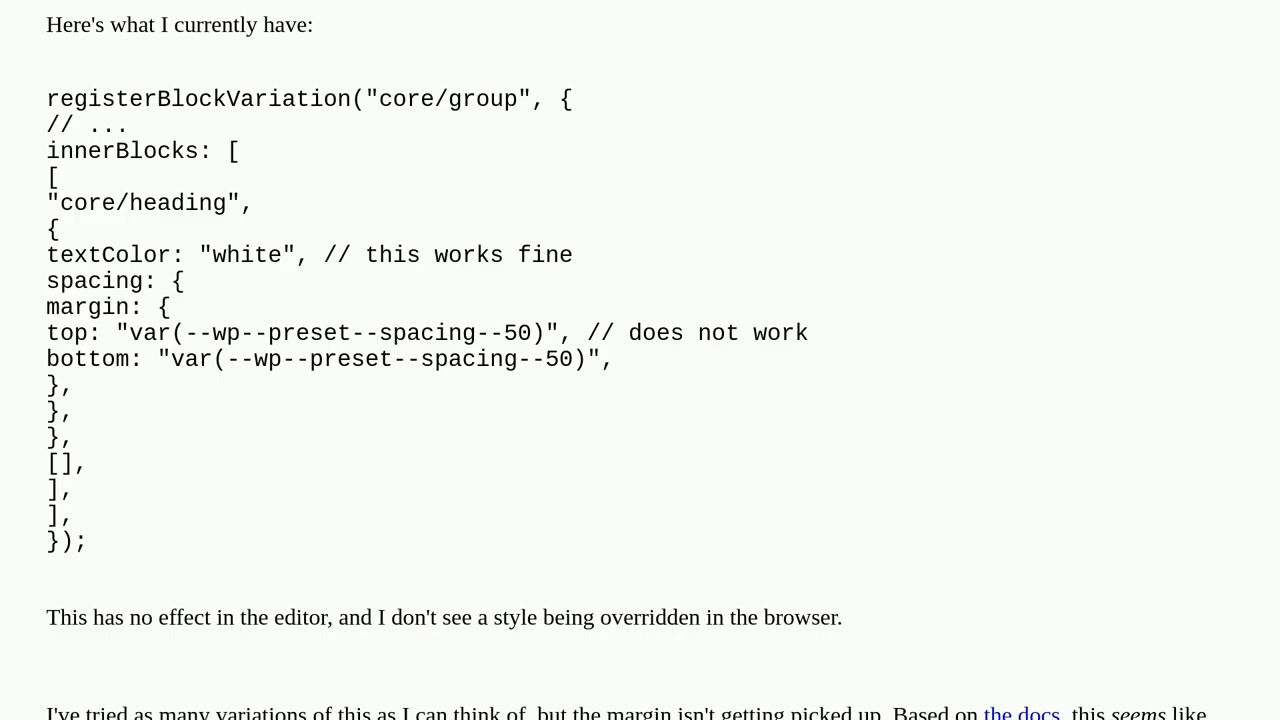 Here's what I currently have:
registerBlockVariation("core/group", {
// ...
innerBlocks: [
[
"core/heading",
{
textColor: "white", // this works fine
spacing: {
margin: {
top: "var(--wp--preset--spacing--50)", // does not work
bottom: "var(--wp--preset--spacing--50)",
},
},
},
[],
],
],
});
This has no effect in the editor, and I don't see a style being overridden in the browser.
I've tried as many variations of this as I can think of, but the margin isn't getting picked up. Based on the docs, this seems like